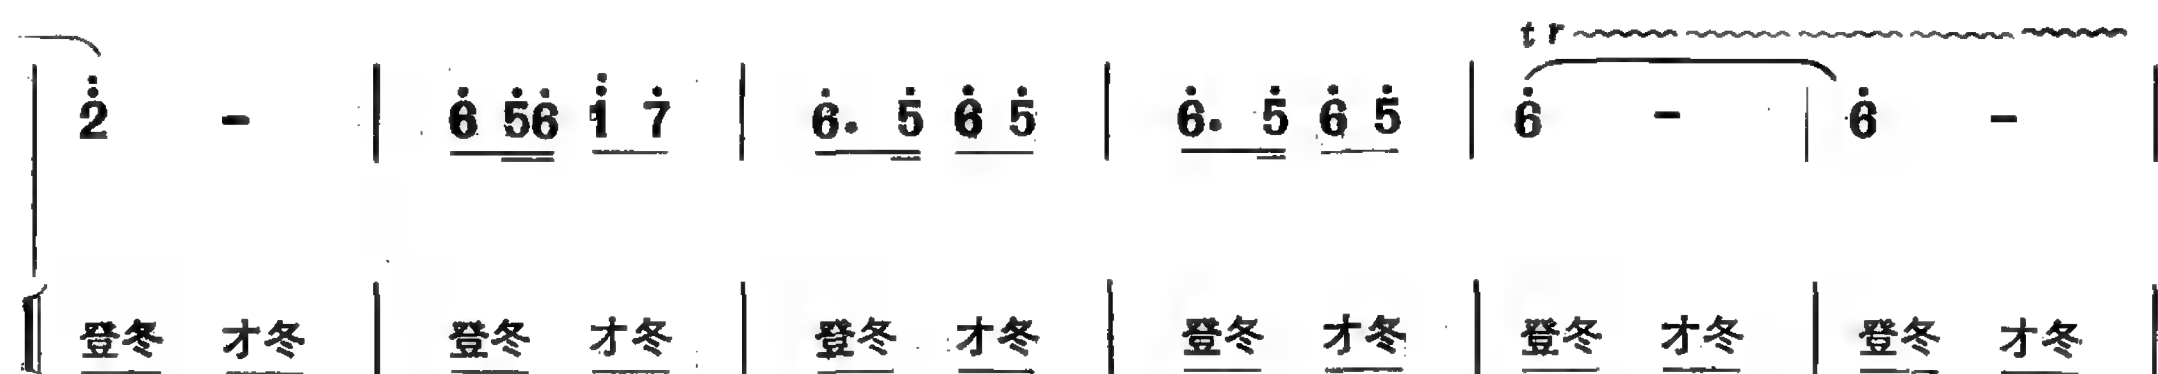 tr
2 - | 6 56 1 7 | 6. 5 6 5 | 6. 5 6 5 | 6 - | 6 - |
登冬 才冬 | 登冬 才冬 | 登冬 才冬 | 登冬 才冬 | 登冬 才冬 | 登冬 才冬 |